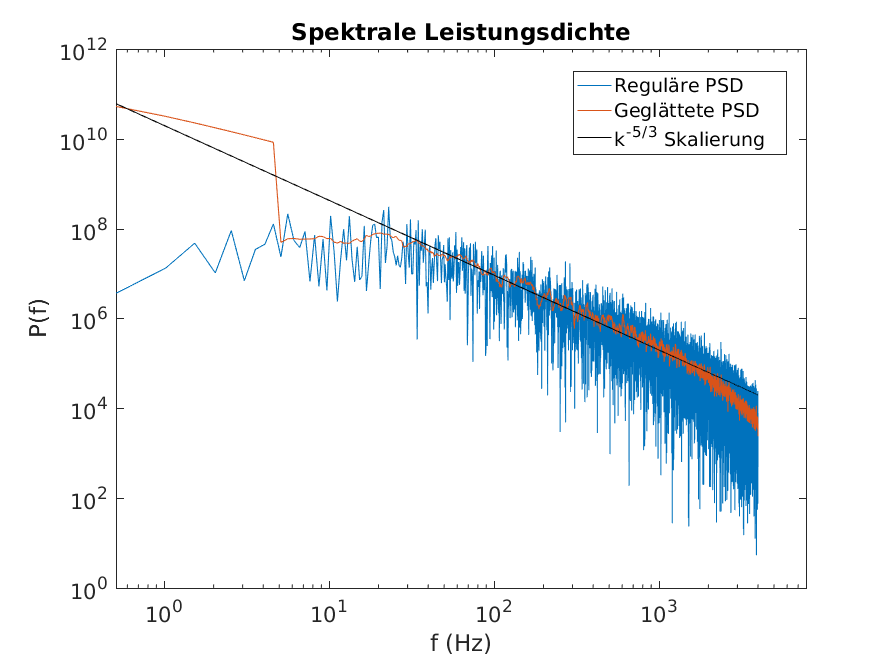 Spektrale Leistungsdichte
10^12
10^10
10^8
10^6
10^4
10^2
10^0
P(f)
Reguläre PSD
Geglättete PSD
k^-5/3 Skalierung
10^0
10^1
10^2
10^3
f (Hz)